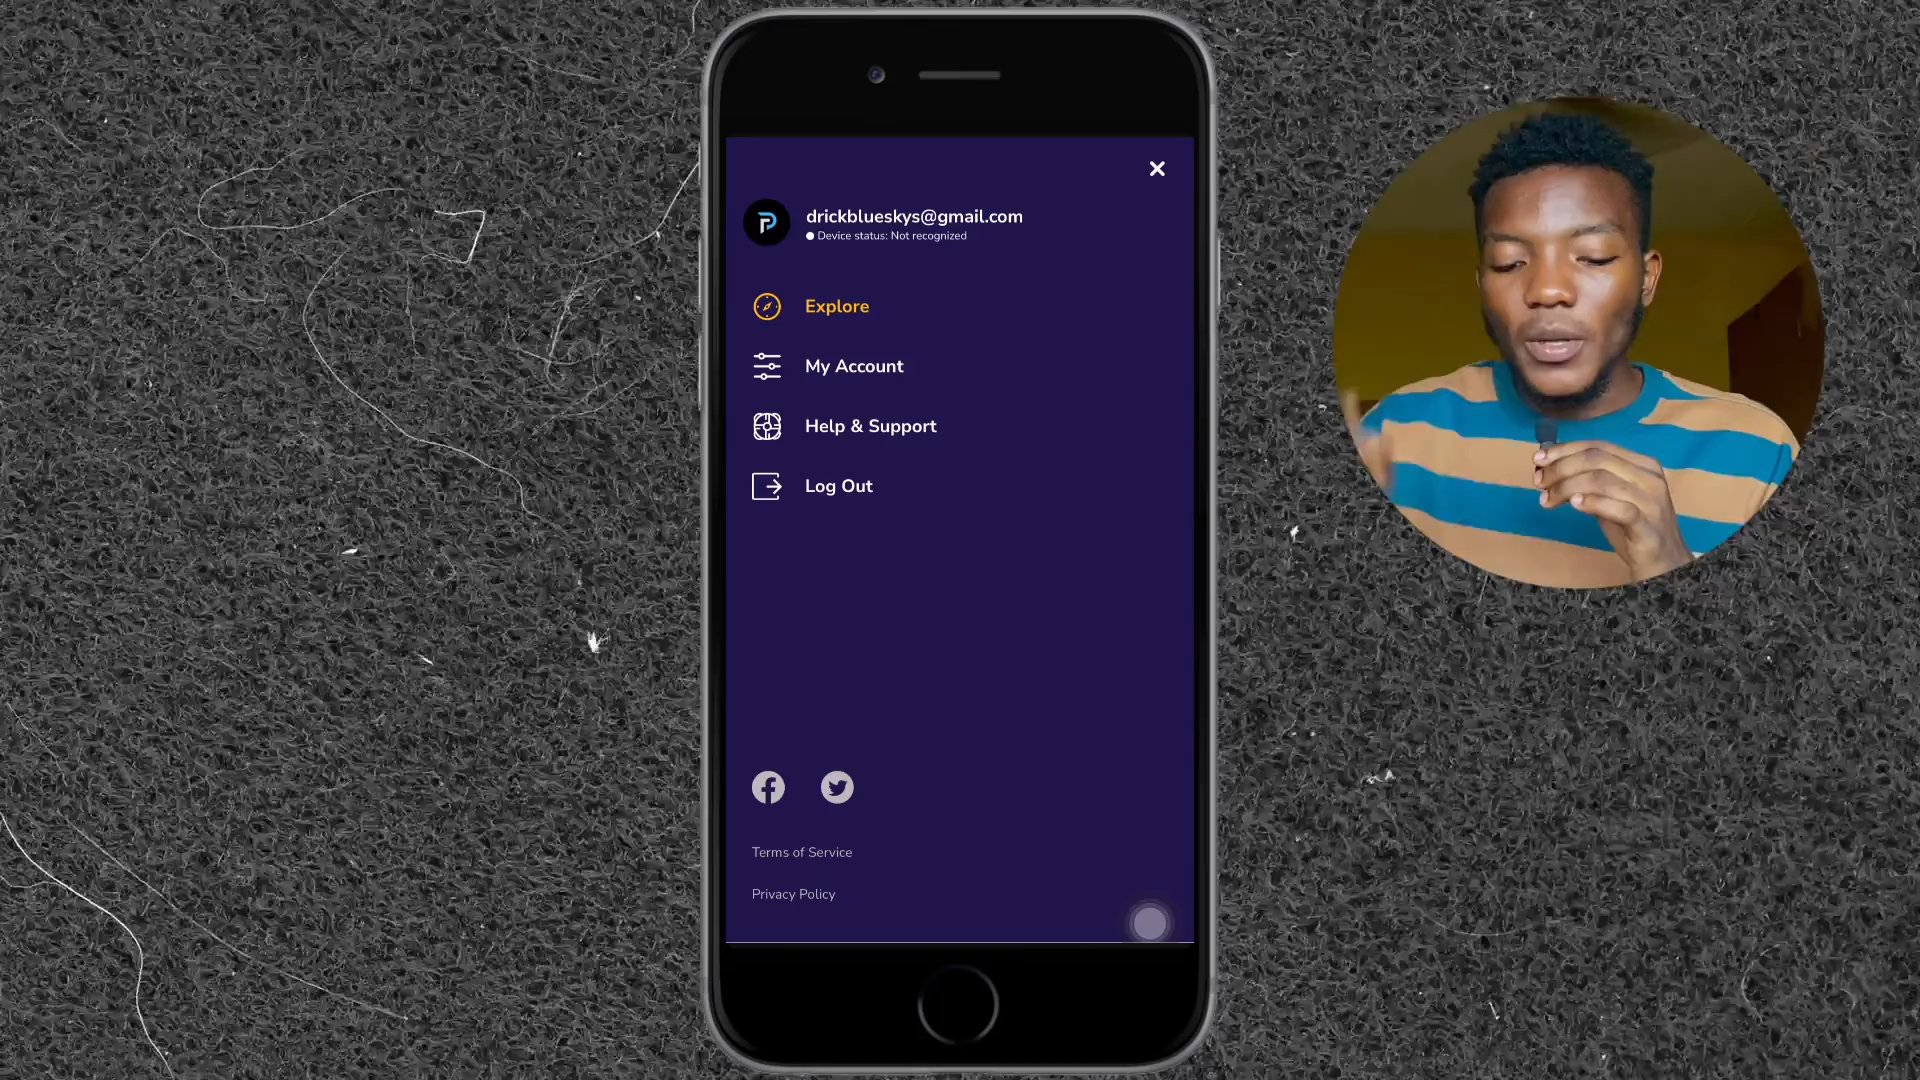 drickblueskys@gmail.com
Device status: Not recognized
Explore
My Account
Help & Support
Log Out
Terms of Service
Privacy Policy